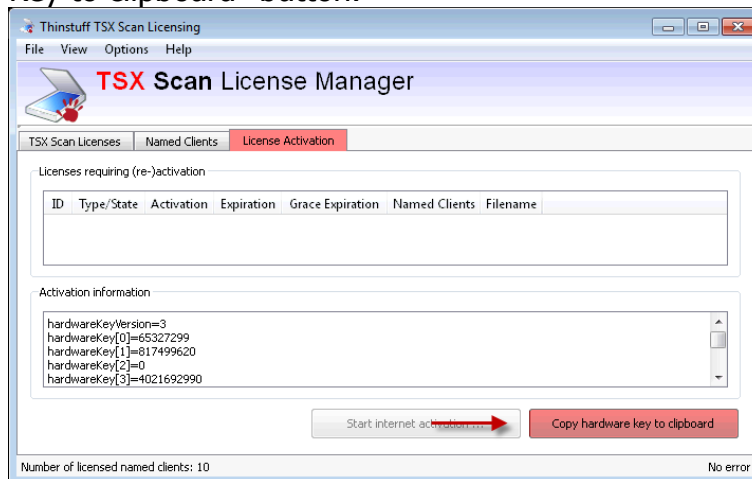 Key to Clipboard" button.
Thinstuff TSX Scan Licensing
File View Options Help
TSX Scan License Manager
TSX Scan Licenses Named Clients License Activation
Licenses requiring (re-)activation
ID Type/State Activation Expiration Grace Expiration Named Clients Filename
Activation information
hardwareKeyVersion=3
hardwareKey[0]=65327299
hardwareKey[1]=817499620
hardwareKey[2]=0
hardwareKey[3]=4021692990
Start internet activation ... Copy hardware key to clipboard
Number of licensed named clients: 10 No error